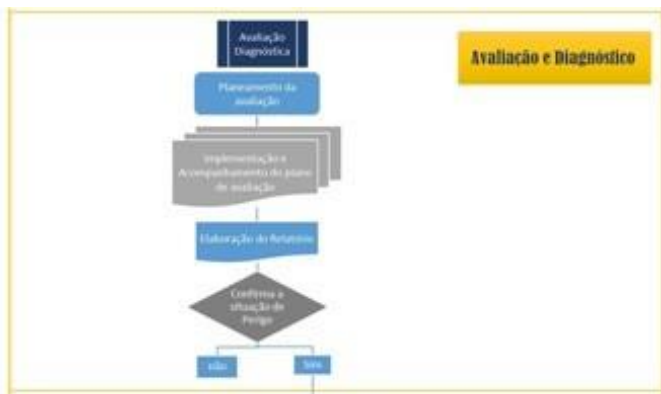 Avaliação
Diagnóstica
Avaliação e Diagnóstico
Planeamento da
avaliação
Implementação e
Acompanhamento do plano
de avaliação
Elaboração do Relatório
Confirma a
situação de
Perigo
não
Sim